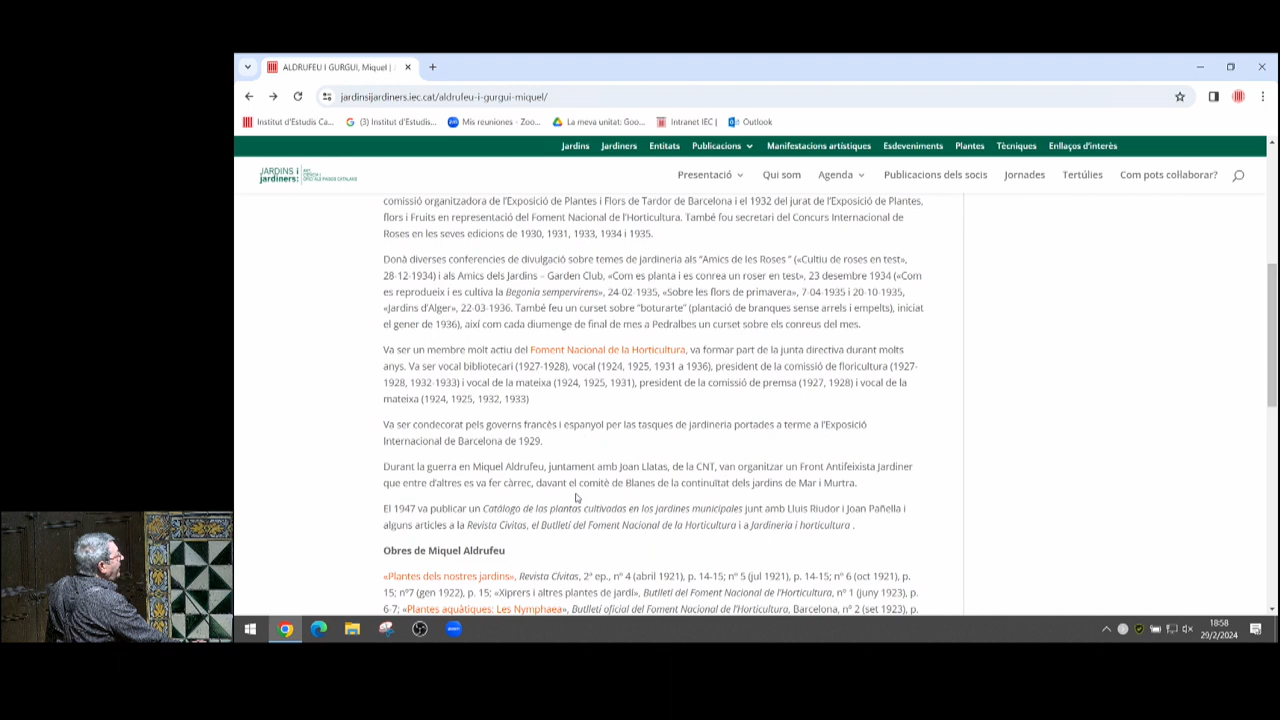 ALDRUFEU I GURGUI, Miquel |
jardinsijardiners.iec.cat/aldrufeu-i-gurgui-miquel/
Institut d'Estudis Ca... (3) Institut d'Estudis... Mis reuniones - Zoo... La meva unitat: Goo... Intranet IEC | Outlook
Jardins Jardiners Entitats Publicacions Manifestacions artístiques Esdeveniments Plantes Tècniques Enllaços d'interès
JARDINS i
jardiners:
Presentació Qui som Agenda Publicacions dels socis Jornades Tertúlies Com pots col·laborar?
comissió organitzadora de l'Exposició de Plantes i Flors de Tardor de Barcelona i el 1932 del jurat de l'Exposició de Plantes,
flors i Fruits en representació del Foment Nacional de l'Horticultura. També fou secretari del Concurs Internacional de
Roses en les seves edicions de 1930, 1931, 1933, 1934 i 1935.
Donà diverses conferencies de divulgació sobre temes de jardineria als "Amics de les Roses " («Cultiu de roses en test»,
28-12-1934) i als Amics dels Jardins – Garden Club, «Com es planta i es conrea un roser en test», 23 desembre 1934 («Com
es reprodueix i es cultiva la Begonia sempervirens», 24-02-1935, «Sobre les flors de primavera», 7-04-1935 i 20-10-1935,
«Jardins d'Alger», 22-03-1936. També feu un curset sobre "boturarte" (plantació de branques sense arrels i empelts), iniciat
el gener de 1936), així com cada diumenge de final de mes a Pedralbes un curset sobre els conreus del mes.
Va ser un membre molt actiu del Foment Nacional de la Horticultura, va formar part de la junta directiva durant molts
anys. Va ser vocal bibliotecari (1927-1928), vocal (1924, 1925, 1931 a 1936), president de la comissió de floricultura (1927-
1928, 1932-1933) i vocal de la mateixa (1924, 1925, 1931), president de la comissió de premsa (1927, 1928) i vocal de la
mateixa (1924, 1925, 1932, 1933)
Va ser condecorat pels governs francès i espanyol per las tasques de jardineria portades a terme a l'Exposició
Internacional de Barcelona de 1929.
Durant la guerra en Miquel Aldrufeu, juntament amb Joan Llatas, de la CNT, van organitzar un Front Antifeixista Jardiner
que entre d'altres es va fer càrrec, davant el comitè de Blanes de la continuïtat dels jardins de Mar i Murtra.
El 1947 va publicar un Catálogo de las plantas cultivadas en los jardines municipales junt amb Lluis Riudor i Joan Pañella i
alguns articles a la Revista Civitas, el Butlletí del Foment Nacional de la Horticultura i a Jardineria i horticultura .
Obres de Miquel Aldrufeu
«Plantes dels nostres jardins», Revista Cívitas, 2ª ep., nº 4 (abril 1921), p. 14-15; nº 5 (jul 1921), p. 14-15; nº 6 (oct 1921), p.
15; nº7 (gen 1922), p. 15; «Xiprers i altres plantes de jardí», Butlletí del Foment Nacional de l'Horticultura, nº 1 (juny 1923), p.
6-7; «Plantes aquàtiques: Les Nymphaea», Butlletí oficial del Foment Nacional de l'Horticultura, Barcelona, nº 2 (set 1923), p.
18:58
29/2/2024